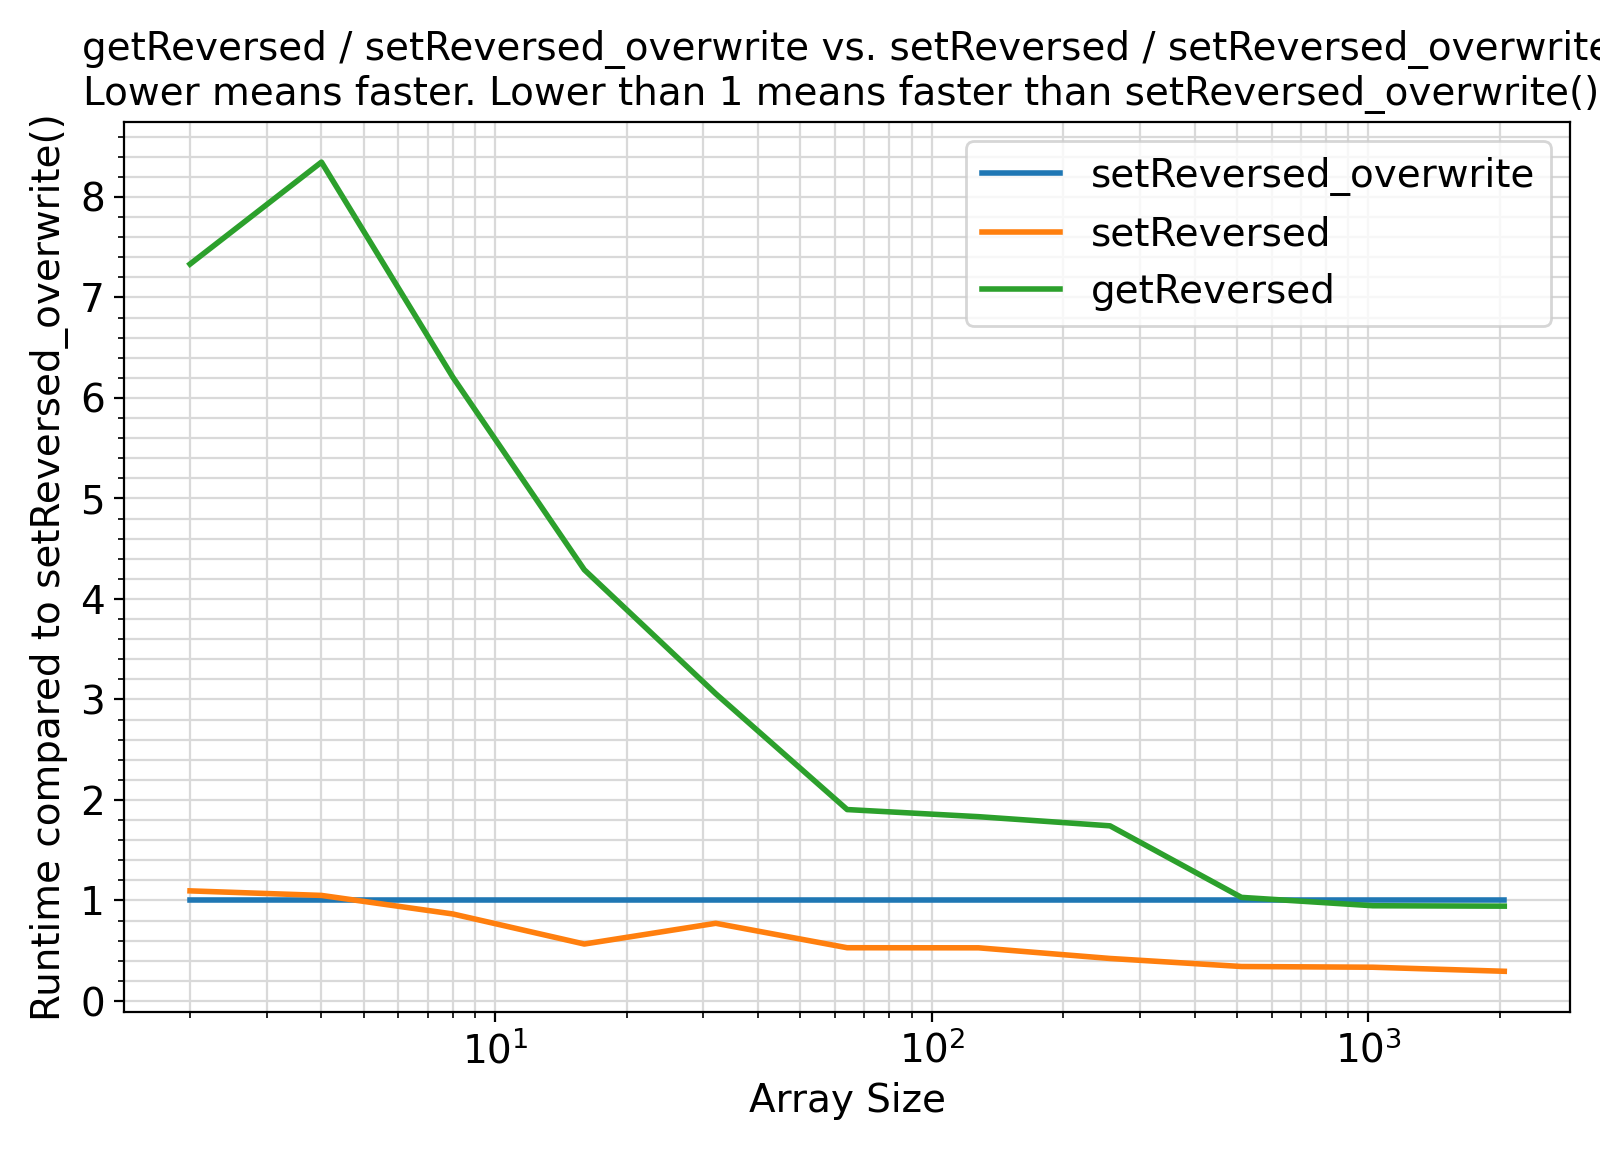 getReversed / setReversed_overwrite vs. setReversed / setReversed_overwrite
Lower means faster. Lower than 1 means faster than setReversed_overwrite()
Runtime compared to setReversed_overwrite()
8
7
6
5
4
3
2
1
0
setReversed_overwrite
setReversed
getReversed
10¹ 10² 10³
Array Size